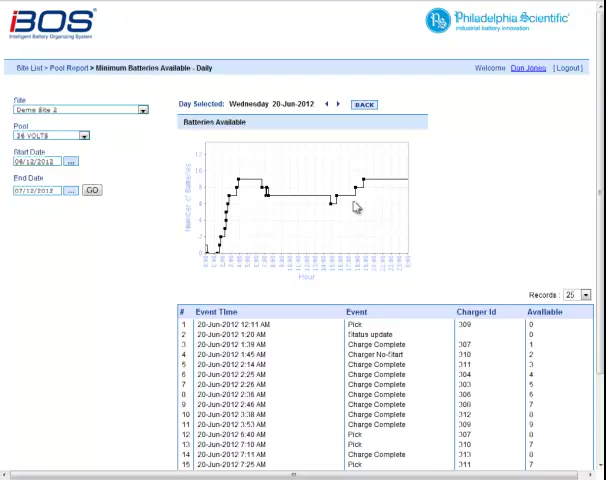 iBOS
Intelligent Battery Organizing System
Philadelphia Scientific
industrial battery innovation
Site List > Pool Report > Minimum Batteries Available - Daily
Welcome Dan Jones [Logout]
Site
Demo Site 2
Pool
36 VOLTS
Start Date
06/12/2012 ...
End Date
07/12/2012 ... GO
Day Selected: Wednesday 20-Jun-2012 BACK
Batteries Available
Number of Batteries
12
10
8
6
4
2
0
Hour
Records : 25
# Event Time Event Charger Id Available
1 20-Jun-2012 12:11 AM Pick 309 0
2 20-Jun-2012 1:20 AM Status update 0
3 20-Jun-2012 1:39 AM Charge Complete 307 1
4 20-Jun-2012 1:45 AM Charger No-Start 310 2
5 20-Jun-2012 2:14 AM Charge Complete 311 3
6 20-Jun-2012 2:25 AM Charge Complete 304 4
7 20-Jun-2012 2:26 AM Charge Complete 303 5
8 20-Jun-2012 2:36 AM Charge Complete 306 6
9 20-Jun-2012 2:46 AM Charge Complete 308 7
10 20-Jun-2012 3:38 AM Charge Complete 312 8
11 20-Jun-2012 3:53 AM Charge Complete 309 9
12 20-Jun-2012 6:40 AM Pick 307 8
13 20-Jun-2012 7:10 AM Pick 310 7
14 20-Jun-2012 7:11 AM Charge Complete 313 8
15 20-Jun-2012 7:25 AM Pick 311 7